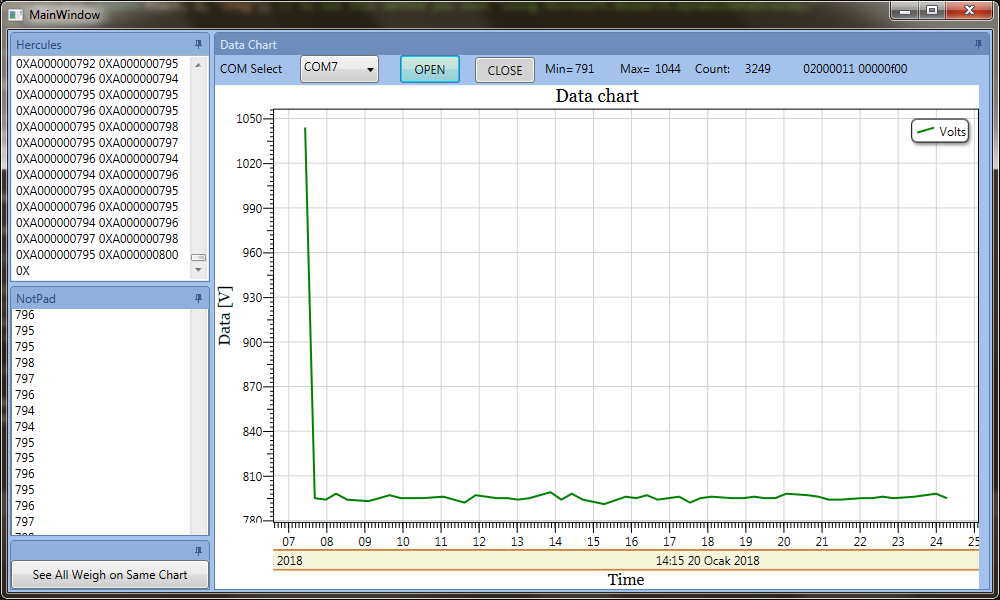 MainWindow
Hercules
0XA000000792 0XA000000795
0XA000000796 0XA000000794
0XA000000795 0XA000000795
0XA000000796 0XA000000795
0XA000000795 0XA000000798
0XA000000795 0XA000000797
0XA000000796 0XA000000794
0XA000000794 0XA000000796
0XA000000795 0XA000000795
0XA000000796 0XA000000795
0XA000000794 0XA000000796
0XA000000797 0XA000000798
0XA000000795 0XA000000800
0X
NotPad
796
795
795
798
797
796
794
794
795
795
796
795
796
797
See All Weigh on Same Chart
Data Chart
COM Select COM7 OPEN CLOSE Min= 791 Max= 1044 Count: 3249 02000011 00000f00
Data chart
Volts
Data [V]
1050
1020
990
960
930
900
870
840
810
780
07 08 09 10 11 12 13 14 15 16 17 18 19 20 21 22 23 24 25
2018 14:15 20 Ocak 2018
Time